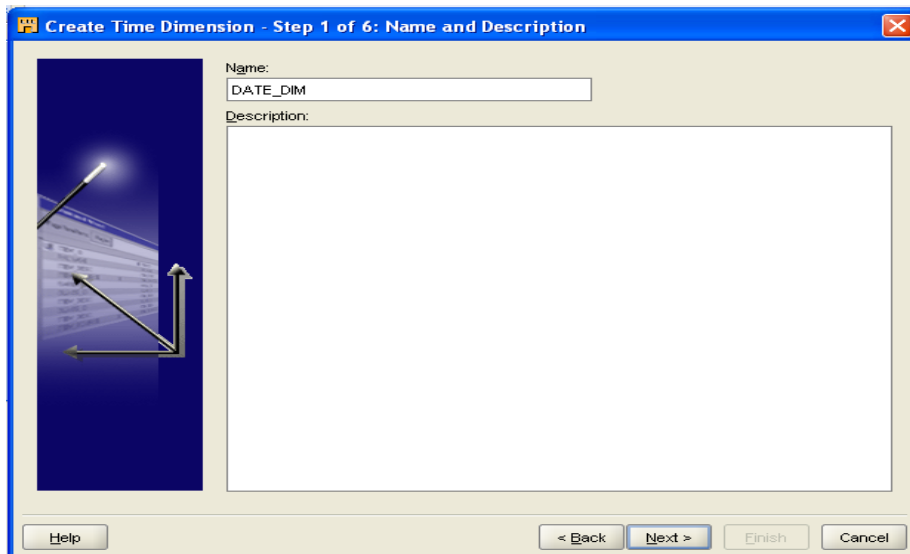 Create Time Dimension - Step 1 of 6: Name and Description
Name:
DATE_DIM
Description:
Help
< Back
Next >
Finish
Cancel